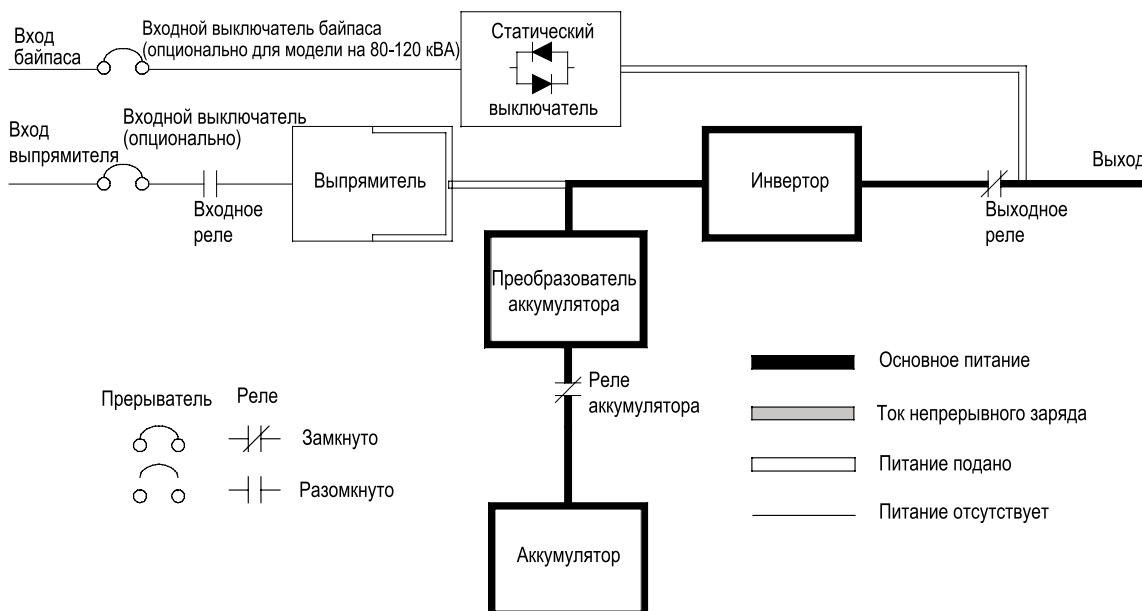 Вход
байпаса
Входной выключатель байпаса
(опционально для модели на 80-120 кВА)
Статический
выключатель
Вход
выпрямителя
Входной выключатель
(опционально)
Входное
реле
Выпрямитель
Инвертор
Выход
Выходное
реле
Преобразователь
аккумулятора
Реле
аккумулятора
Аккумулятор
Прерыватель
Реле
Замкнуто
Разомкнуто
Основное питание
Ток непрерывного заряда
Питание подано
Питание отсутствует